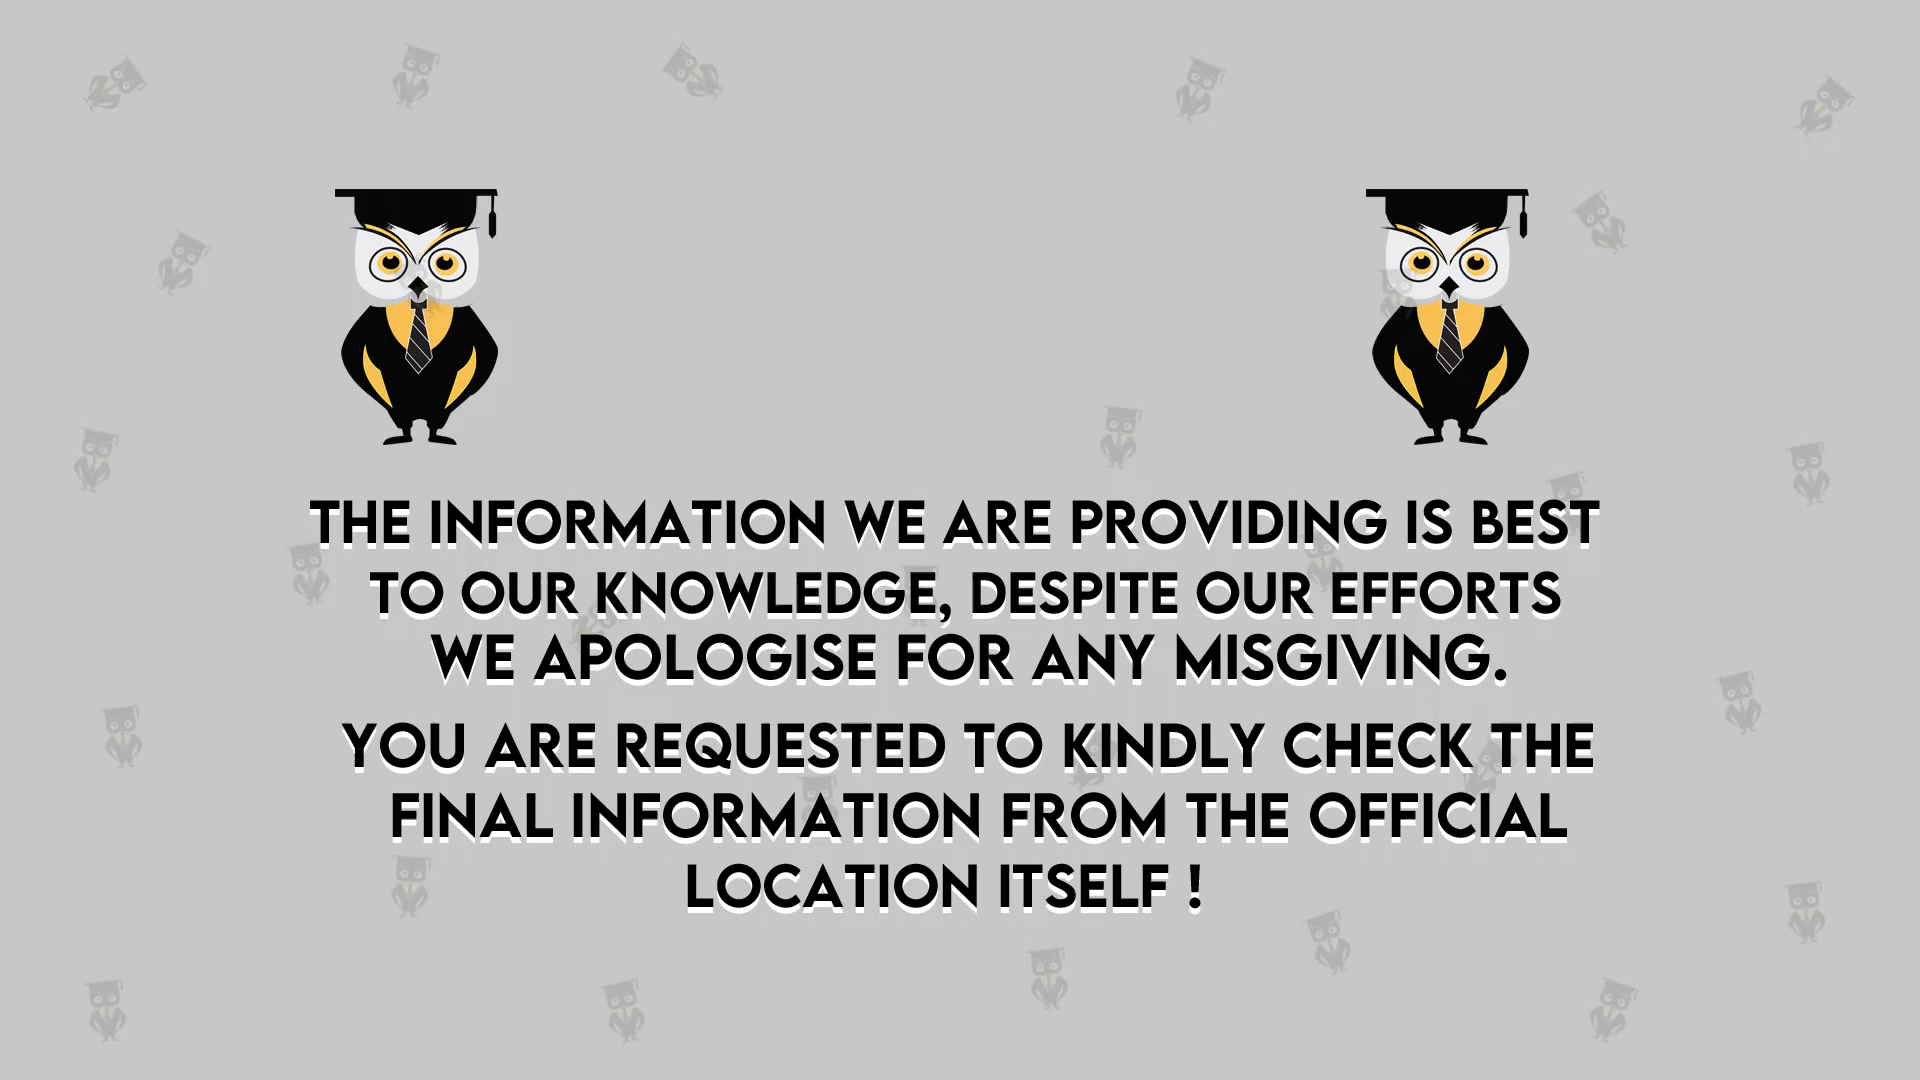 THE INFORMATION WE ARE PROVIDING IS BEST
TO OUR KNOWLEDGE, DESPITE OUR EFFORTS
WE APOLOGISE FOR ANY MISGIVING.
YOU ARE REQUESTED TO KINDLY CHECK THE
FINAL INFORMATION FROM THE OFFICIAL
LOCATION ITSELF !